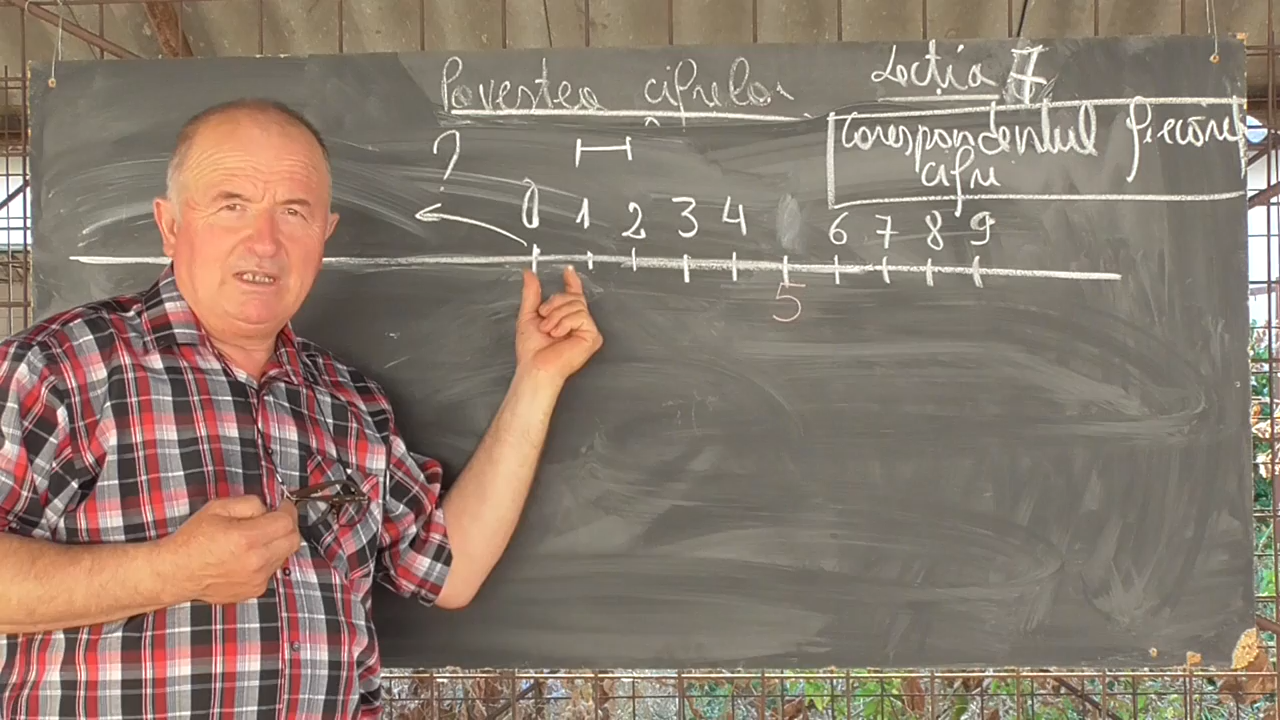 Povestea cifrelor Lecția 7
Corespondentul fiecărei
cifre
?
0 1 2 3 4 6 7 8 9
5